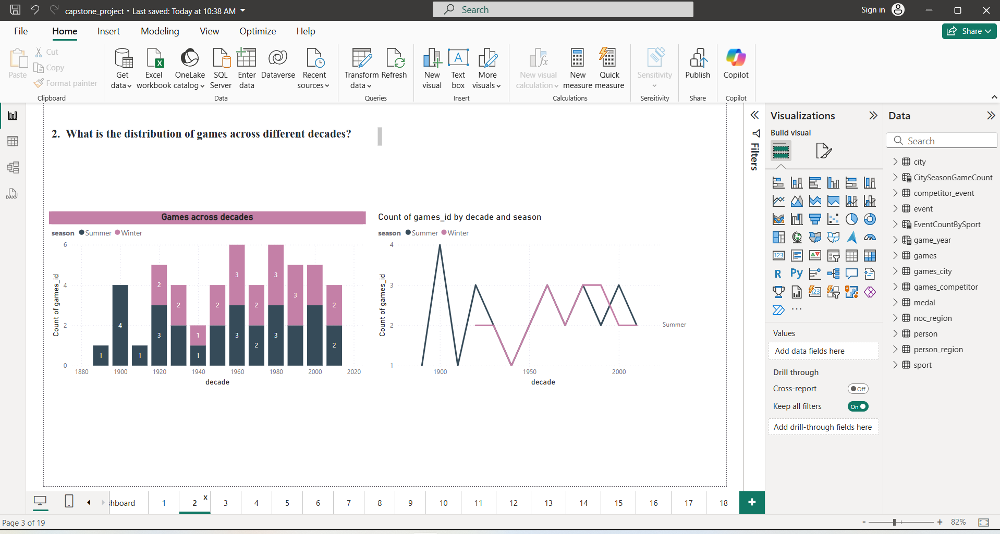 capstone_project • Last saved: Today at 10:38 AM
Search
Sign in
File
Home
Insert
Modeling
View
Optimize
Help
Share
Paste
Cut
Copy
Format painter
Clipboard
Get data
Excel workbook
OneLake catalog
SQL Server
Enter data
Dataverse
Recent sources
Data
Transform data
Refresh
Queries
New visual
Text box
More visuals
Insert
New visual calculation
New measure
Quick measure
Calculations
Sensitivity
Sensitivity
Publish
Share
Copilot
Copilot
DAX
2. What is the distribution of games across different decades?
Games across decades
season Summer Winter
Count of games_id
6
4
2
0
1
4
1
3
2
2
1
1
2
3
3
2
2
3
3
3
2
2
1880 1900 1920 1940 1960 1980 2000 2020
decade
Count of games_id by decade and season
season Summer Winter
Count of games_id
4
3
2
1
Summer
1900 1950 2000
decade
Filters
Visualizations
Build visual
123
R
Py
123
Values
Add data fields here
Drill through
Cross-report
Off
Keep all filters
On
Add drill-through fields here
Data
Search
city
CitySeasonGameCount
competitor_event
event
EventCountBySport
game_year
games
games_city
games_competitor
medal
noc_region
person
person_region
sport
shboard 1 2 x 3 4 5 6 7 8 9 10 11 12 13 14 15 16 17 18 +
Page 3 of 19
- + 82%